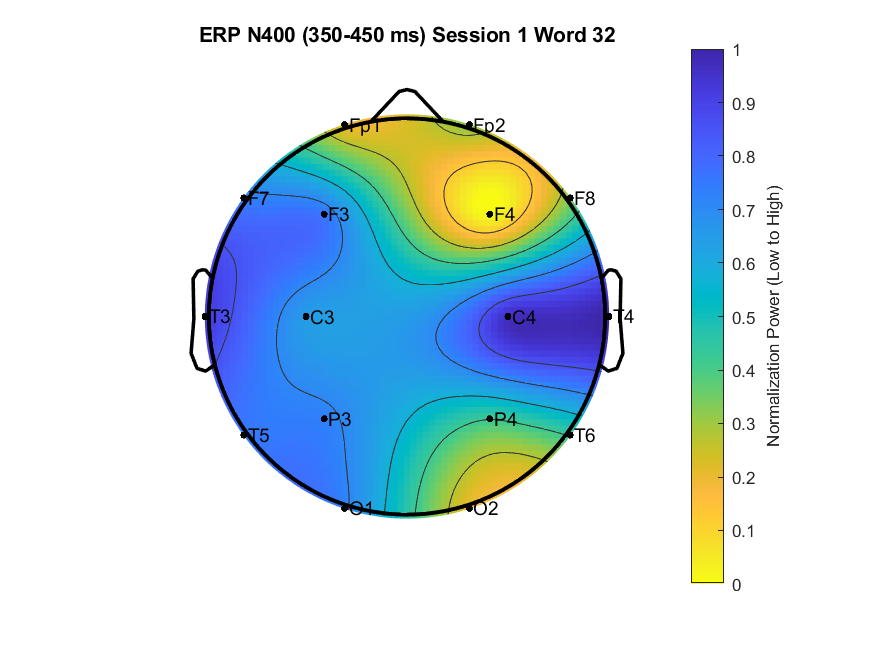 ERP N400 (350-450 ms) Session 1 Word 32
Fp1
Fp2
F7
F3
F4
F8
T3
C3
C4
T4
T5
P3
P4
T6
O1
O2
1
0.9
0.8
0.7
0.6
0.5
0.4
0.3
0.2
0.1
0
Normalization Power (Low to High)